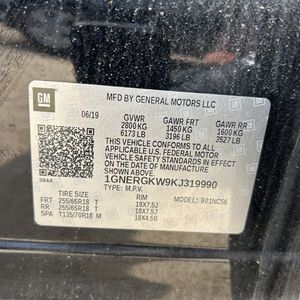 GM
MFD BY GENERAL MOTORS LLC
06/19
GVWR GAWR FRT GAWR RR
2800 KG 1450 KG 1600 KG
6173 LB 3196 LB 3527 LB
THIS VEHICLE CONFORMS TO ALL
APPLICABLE U.S. FEDERAL MOTOR
VEHICLE SAFETY AND THEFT
PREVENTION STANDARDS IN EFFECT
ON THE DATE OF MANUFACTURE
SHOWN ABOVE.
1GNERGKW9KJ319990
TYPE: M.P.V.
TIRE SIZE RIM
FRT 255/65R18 T 18X7.5J
RR 255/65R18 T 18X7.5J
SPA T135/70R18 M 18X4.5B